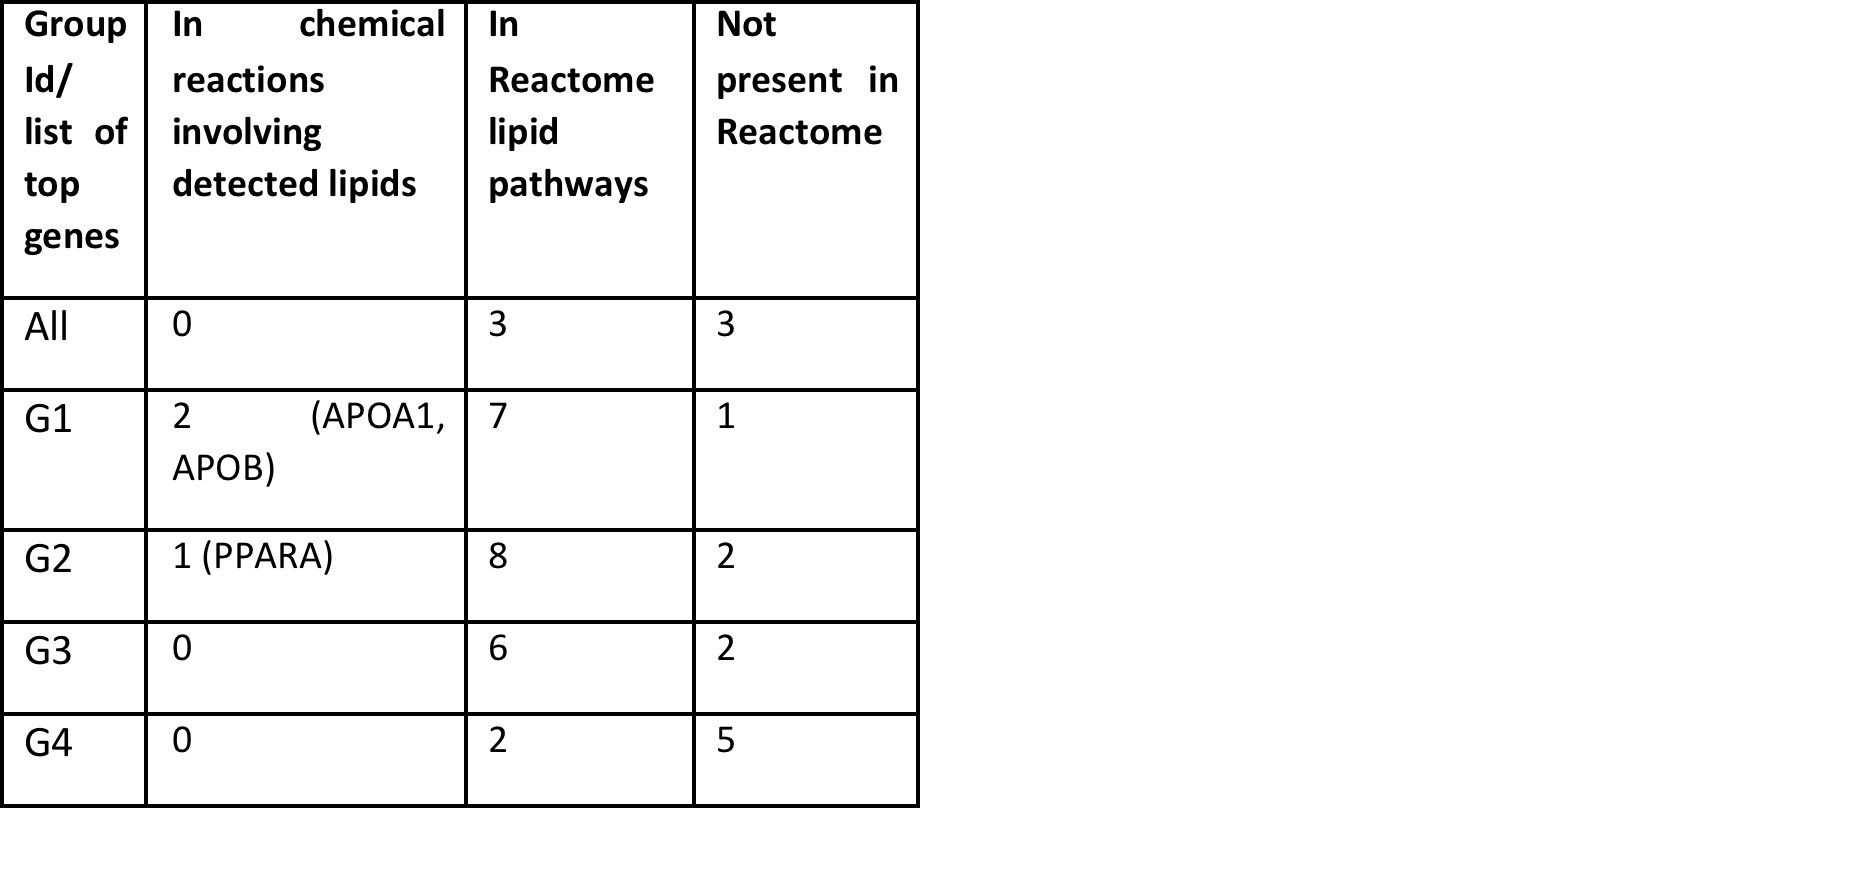 Group
Id/
list of
top
genes
In chemical
reactions
involving
detected lipids
In
Reactome
lipid
pathways
Not
present in
Reactome
All
0
3
3
G1
2 (APOA1,
APOB)
7
1
G2
1 (PPARA)
8
2
G3
0
6
2
G4
0
2
5